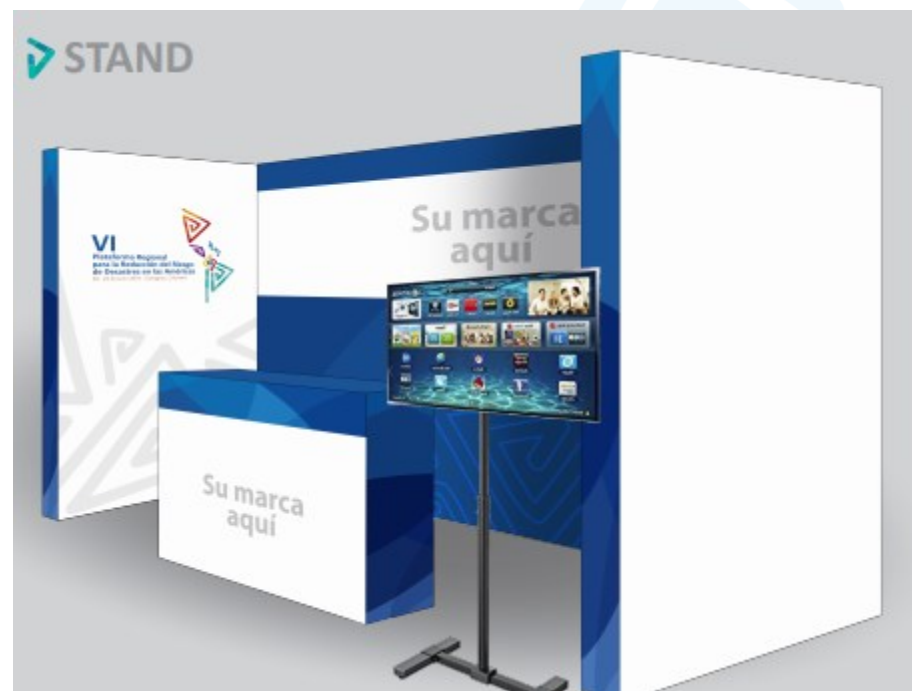 STAND
VI
Plataforma Regional
para la Reducción del Riesgo
de Desastres en las Américas
Su marca
aquí
Su marca
aquí